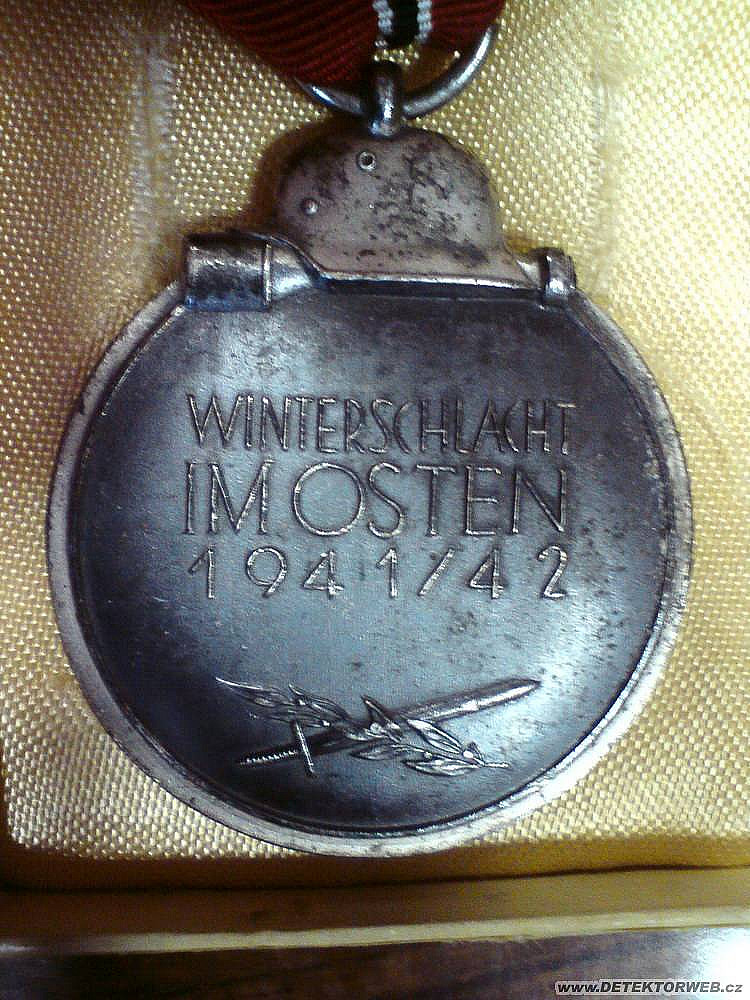 WINTERSCHLACHT
IM OSTEN
1941/42
www.DETEKTORWEB.cz